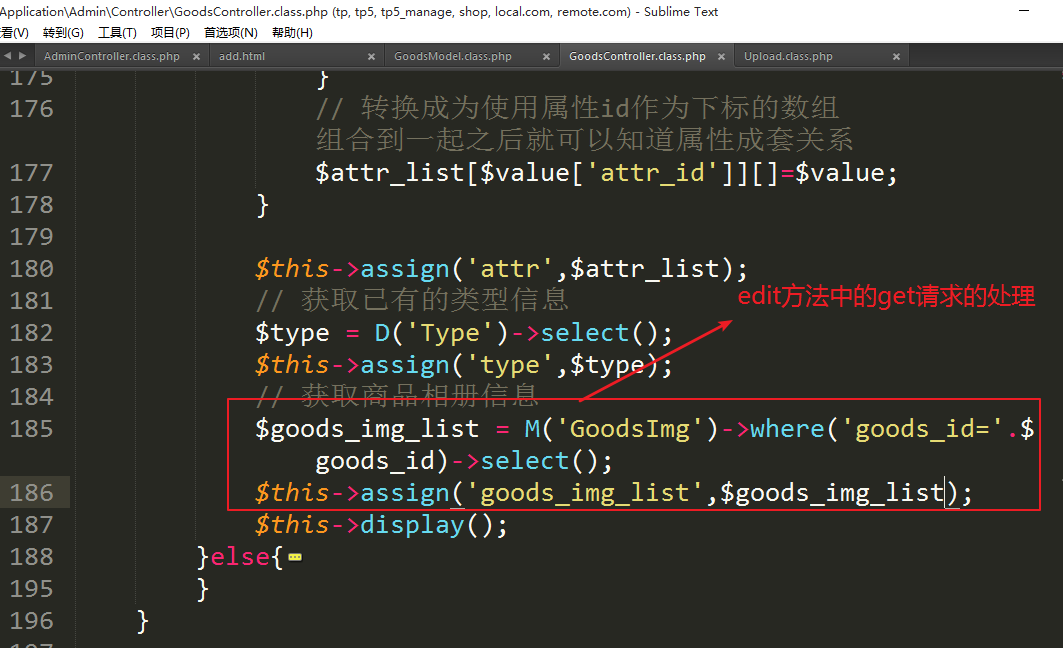 Application\Admin\Controller\GoodsController.class.php (tp, tp5, tp5_manage, shop, local.com, remote.com) - Sublime Text
看(V) 转到(G) 工具(T) 项目(P) 首选项(N) 帮助(H)
AdminController.class.php × add.html × GoodsModel.class.php × GoodsController.class.php × Upload.class.php ×
175 }
176 // 转换成为使用属性id作为下标的数组
组合到一起之后就可以知道属性成套关系
177 $attr_list[$value['attr_id']][]=$value;
178 }
179
180 $this->assign('attr',$attr_list);
181 // 获取已有的类型信息
edit方法中的get请求的处理
182 $type = D('Type')->select();
183 $this->assign('type',$type);
184 // 获取商品相册信息
185 $goods_img_list = M('GoodsImg')->where('goods_id='.$
goods_id)->select();
186 $this->assign('goods_img_list',$goods_img_list);
187 $this->display();
188 }else{
195 }
196 }